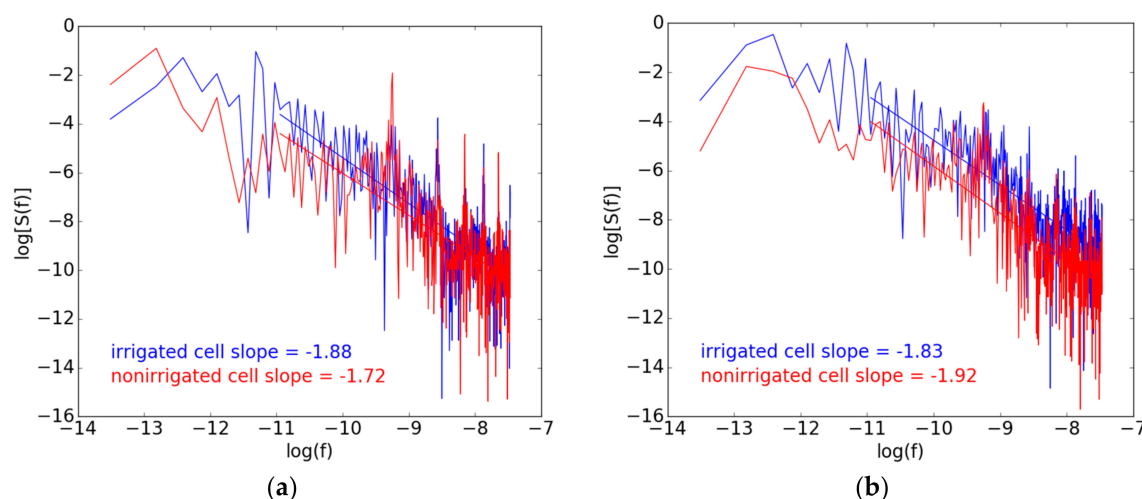 0
−2
−4
−6
−8
−10
−12
−14
−16
log[S(f)]
irrigated cell slope = -1.88
nonirrigated cell slope = -1.72
−14 −13 −12 −11 −10 −9 −8 −7
log(f)
(a)
0
−2
−4
−6
−8
−10
−12
−14
−16
log[S(f)]
irrigated cell slope = -1.83
nonirrigated cell slope = -1.92
−14 −13 −12 −11 −10 −9 −8 −7
log(f)
(b)